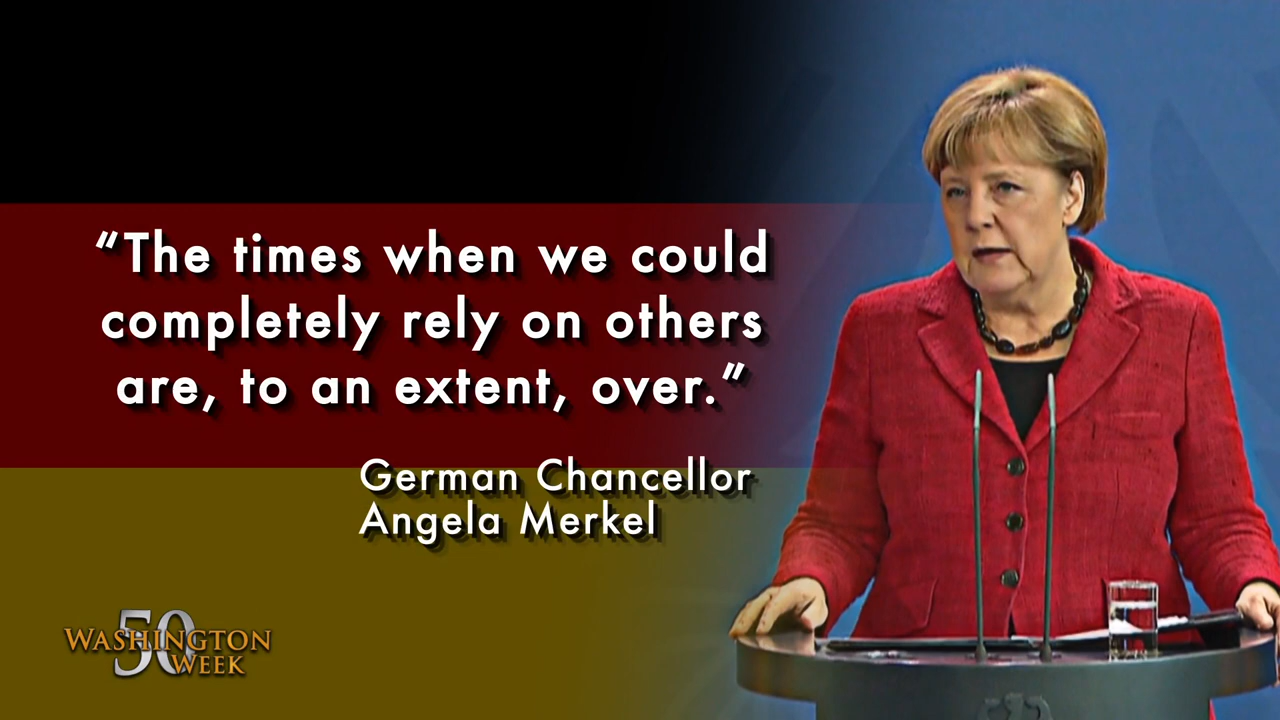 “The times when we could
completely rely on others
are, to an extent, over.”
German Chancellor
Angela Merkel
50
Washington
Week